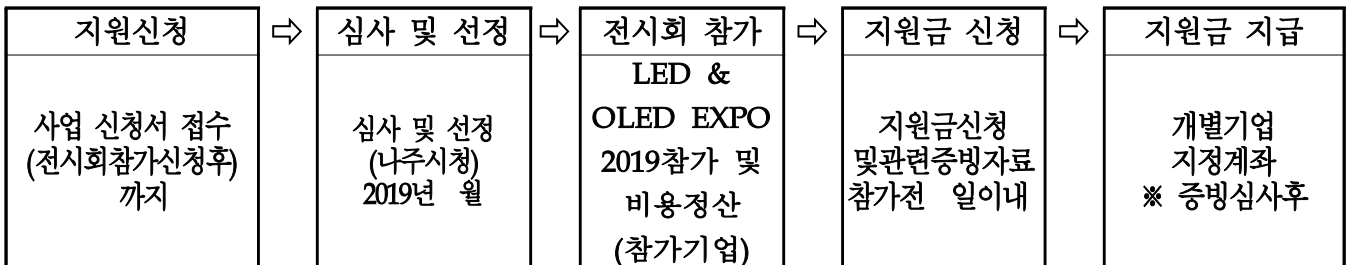 지원신청
사업 신청서 접수
(전시회참가신청후)
까지
⇨
심사 및 선정
심사 및 선정
(나주시청)
2019년 월
⇨
전시회 참가
LED &
OLED EXPO
2019참가 및
비용정산
(참가기업)
⇨
지원금 신청
지원금신청
및관련증빙자료
참가전 일이내
⇨
지원금 지급
개별기업
지정계좌
※ 증빙심사후